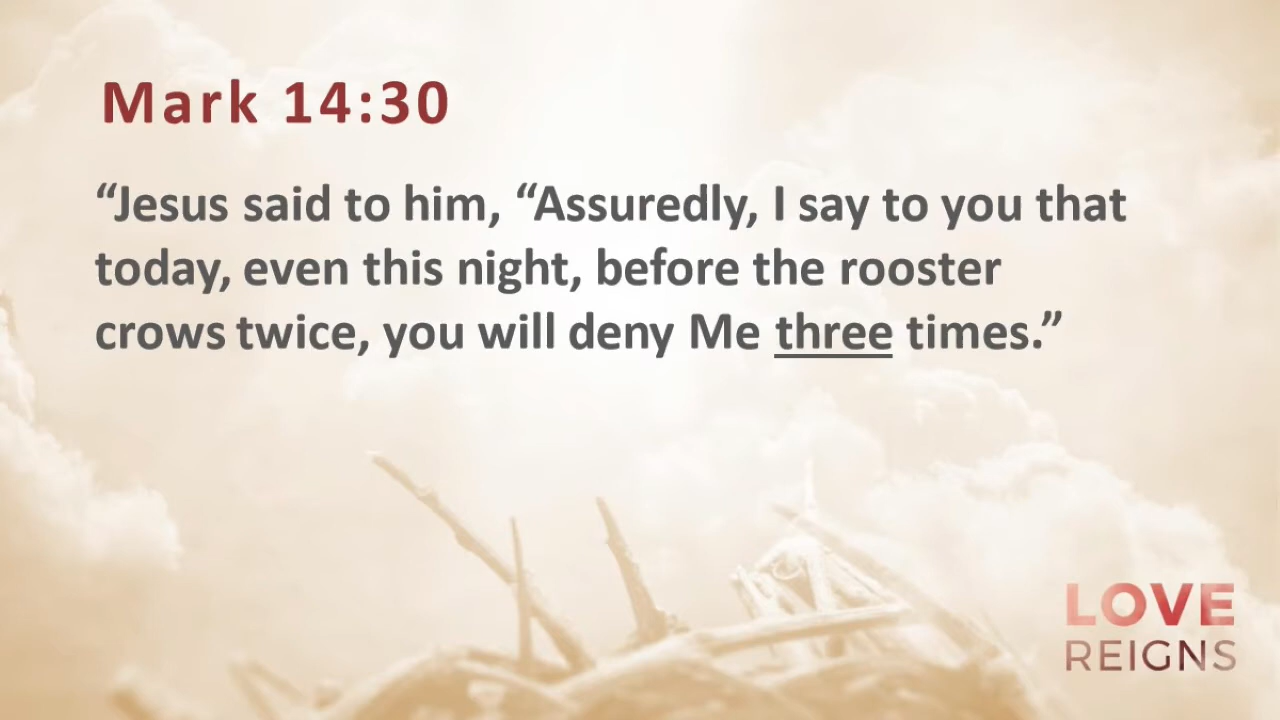 Mark 14:30
“Jesus said to him, “Assuredly, I say to you that
today, even this night, before the rooster
crows twice, you will deny Me three times.”
LOVE
REIGNS